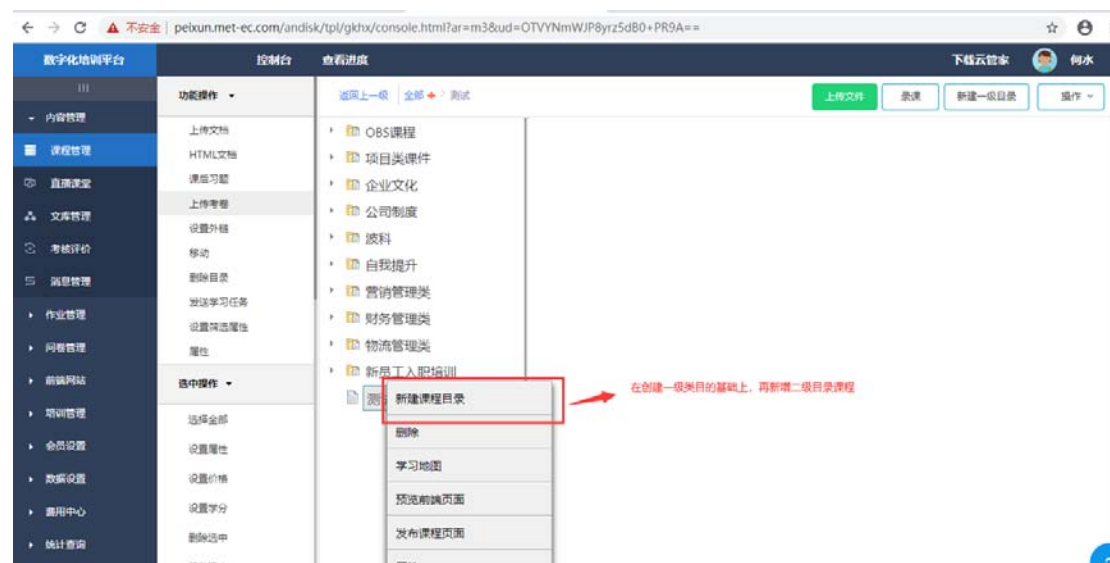 不安全 | peixun.met-ec.com/andisk/tpl/gkhx/console.html?ar=m3&ud=OTVYNmWJP8yrz5dB0+PR9A==
数字化培训平台 控制台 查看进度 下载云管家 何水
功能操作
返回上一级 全部 测试
上传文件 录课 新建一级目录 操作
内容管理
课程管理
直播课堂
文库管理
考核评价
消息管理
作业管理
问卷管理
前端网站
培训管理
会员设置
数据设置
费用中心
统计查询
上传文档
HTML文档
课后习题
上传考卷
设置外链
移动
删除目录
发送学习任务
设置筛选属性
属性
选中操作
选择全部
设置属性
设置价格
设置学分
删除选中
OBS课程
项目类课件
企业文化
公司制度
波科
自我提升
营销管理类
财务管理类
物流管理类
新员工入职培训
测
新建课程目录
删除
学习地图
预览前端页面
发布课程页面
在创建一级类目的基础上，再新增二级目录课程